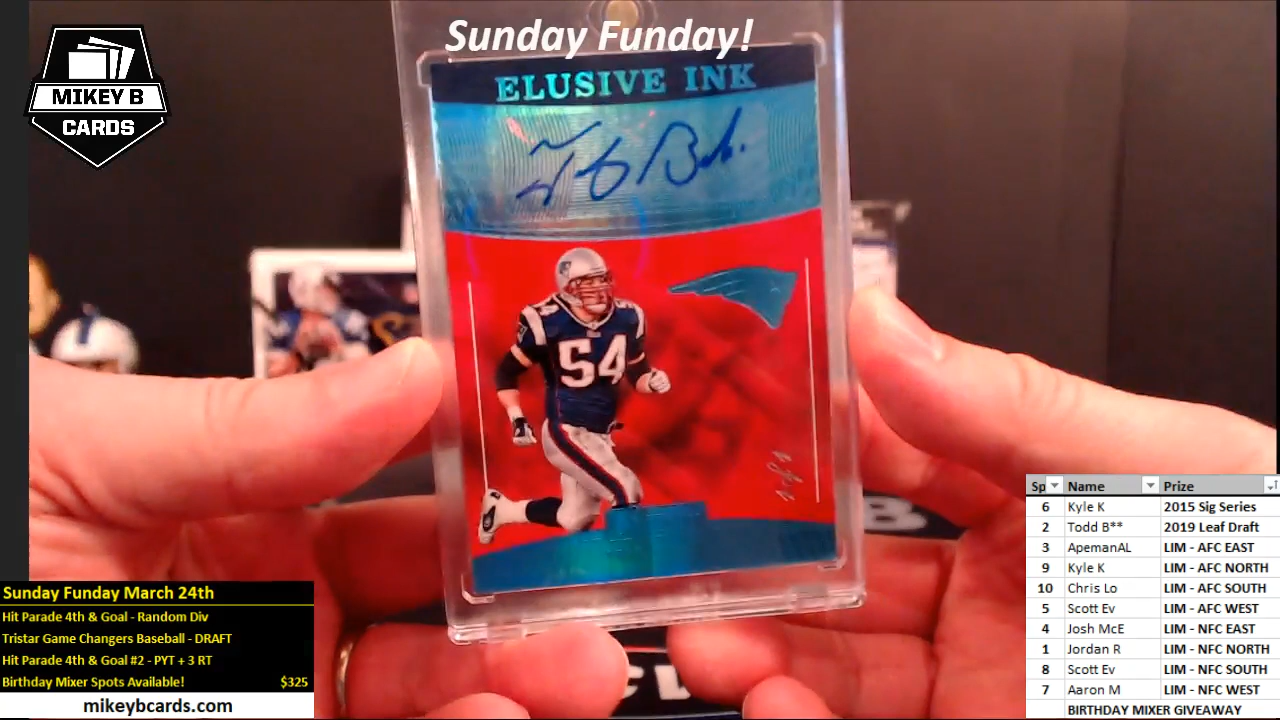 Sunday Funday!
MIKEY B
CARDS
ELUSIVE INK
54
54
Sunday Funday March 24th
Hit Parade 4th & Goal - Random Div
Tristar Game Changers Baseball - DRAFT
Hit Parade 4th & Goal #2 - PYT + 3 RT
Birthday Mixer Spots Available! $325
mikeybcards.com
Sp Name Prize
6 Kyle K 2015 Sig Series
2 Todd B** 2019 Leaf Draft
3 ApemanAL LIM - AFC EAST
9 Kyle K LIM - AFC NORTH
10 Chris Lo LIM - AFC SOUTH
5 Scott Ev LIM - AFC WEST
4 Josh McE LIM - NFC EAST
1 Jordan R LIM - NFC NORTH
8 Scott Ev LIM - NFC SOUTH
7 Aaron M LIM - NFC WEST
BIRTHDAY MIXER GIVEAWAY